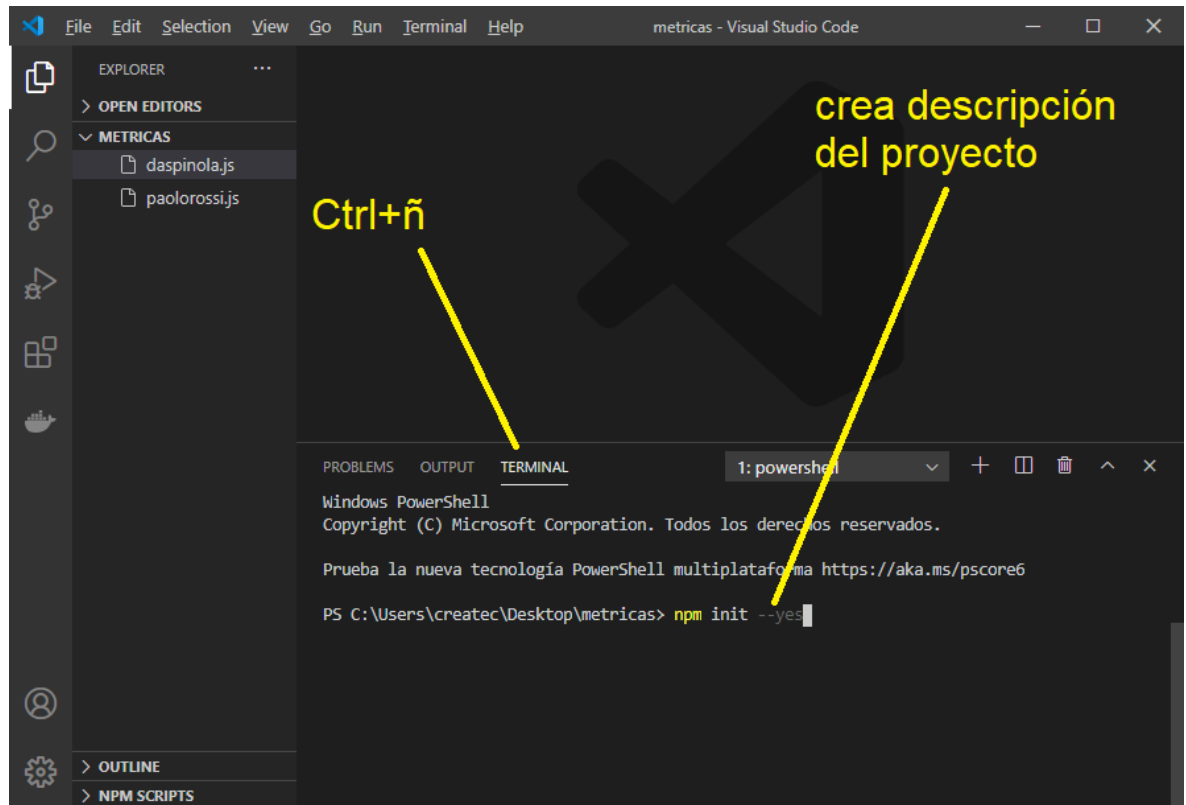 File Edit Selection View Go Run Terminal Help metricas - Visual Studio Code
EXPLORER
OPEN EDITORS
METRICAS
daspinola.js
paolorossi.js
crea descripción
del proyecto
Ctrl+ñ
PROBLEMS OUTPUT TERMINAL 1: powershell
Windows PowerShell
Copyright (C) Microsoft Corporation. Todos los derechos reservados.
Prueba la nueva tecnología PowerShell multiplataforma https://aka.ms/pscore6
PS C:\Users\createc\Desktop\metricas> npm init --yes
OUTLINE
NPM SCRIPTS